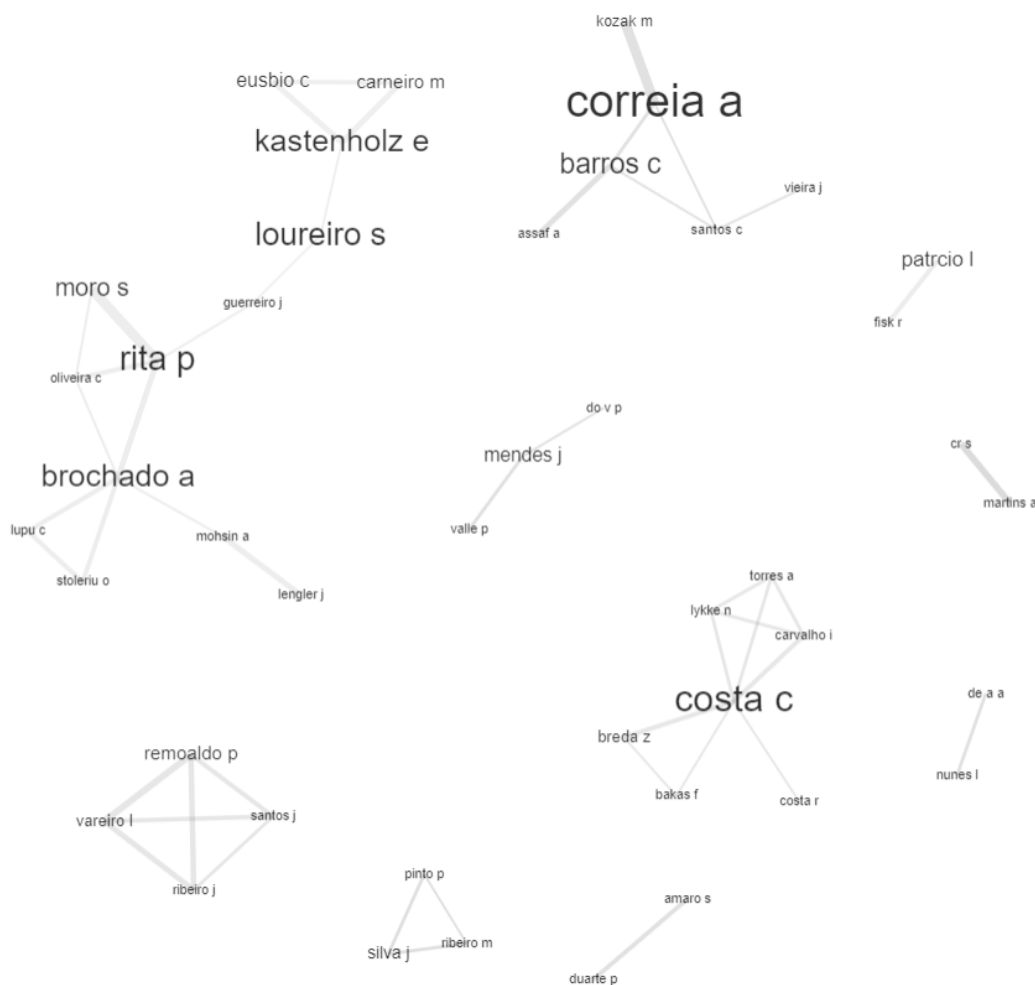 kozak m
eusbio c
carneiro m
correia a
kastenholz e
barros c
vieira j
santos c
assaf a
loureiro s
patrcio l
moro s
guerreiro j
fisk r
rita p
oliveira c
do v p
cr s
mendes j
brochado a
martins a
lupu c
valle p
mohsin a
stoleriu o
torres a
lengler j
lykke n
carvalho i
costa c
de a a
breda z
remoaldo p
nunes l
bakas f
costa r
santos j
vareiro l
pinto p
ribeiro j
amaro s
ribeiro m
silva j
duarte p